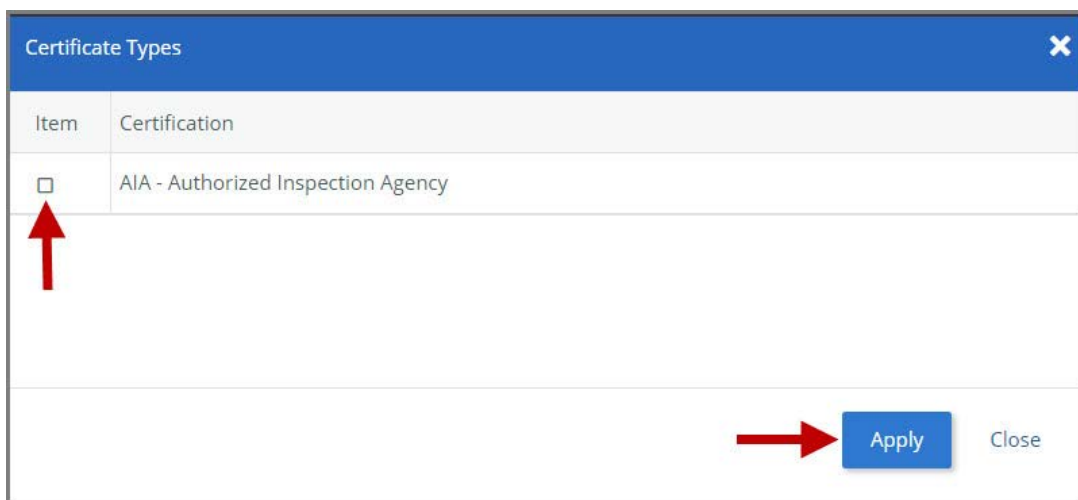 Certificate Types
Item Certification
AIA - Authorized Inspection Agency
Apply Close